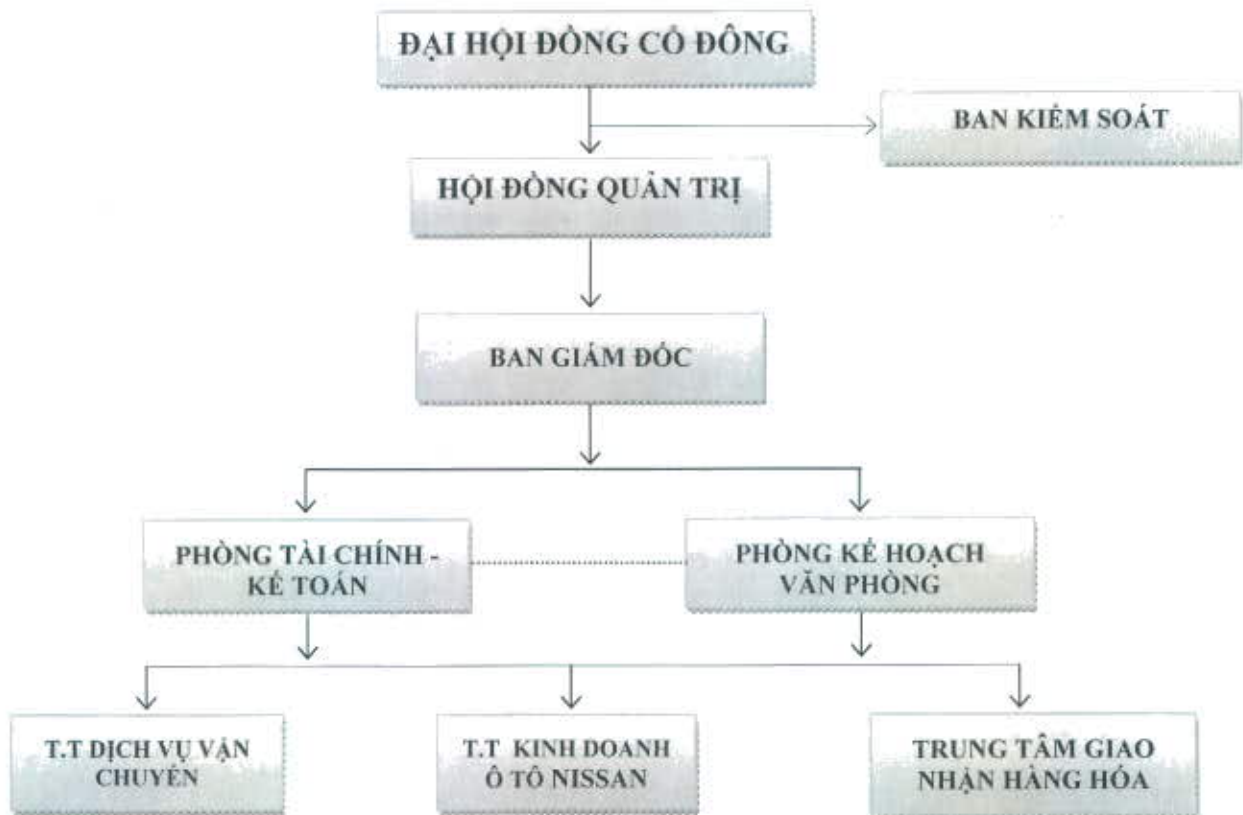 ĐẠI HỘI ĐỒNG CỔ ĐÔNG
BAN KIỂM SOÁT
HỘI ĐỒNG QUẢN TRỊ
BAN GIÁM ĐỐC
PHÒNG TÀI CHÍNH -
KẾ TOÁN
PHÒNG KẾ HOẠCH
VĂN PHÒNG
T.T DỊCH VỤ VẬN
CHUYỂN
T.T KINH DOANH
Ô TÔ NISSAN
TRUNG TÂM GIAO
NHẬN HÀNG HÓA